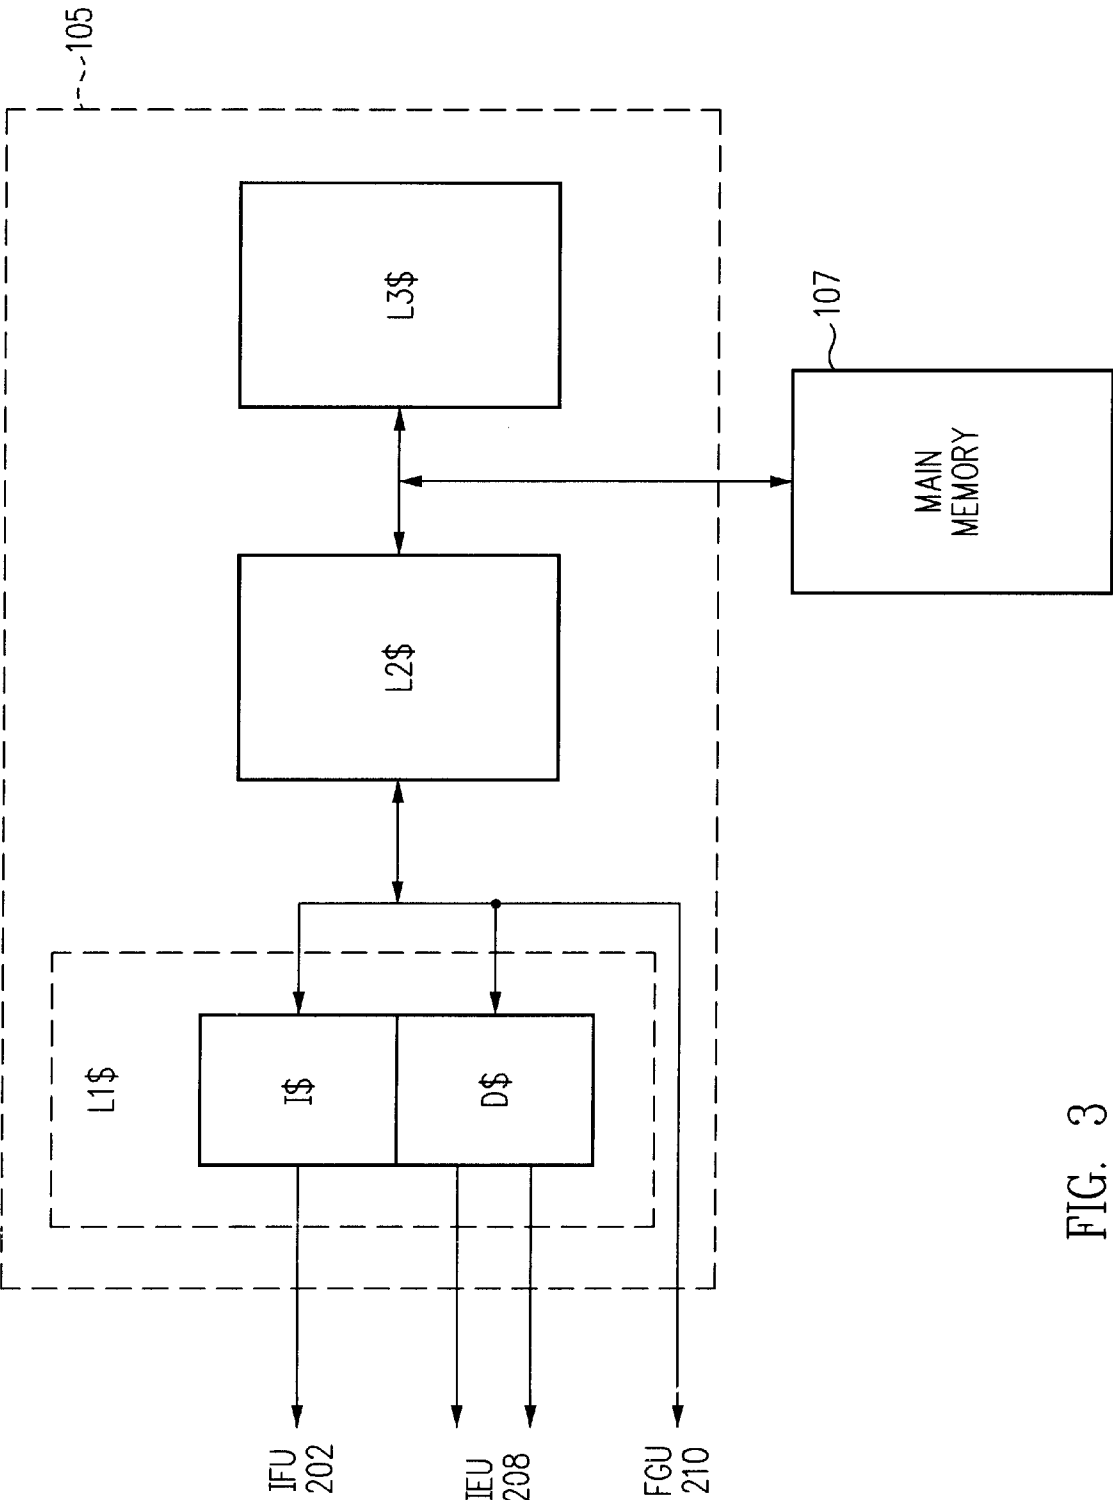 105
L3$
107
MAIN
MEMORY
L2$
L1$
I$
D$
IFU
202
IEU
208
FGU
210
FIG. 3